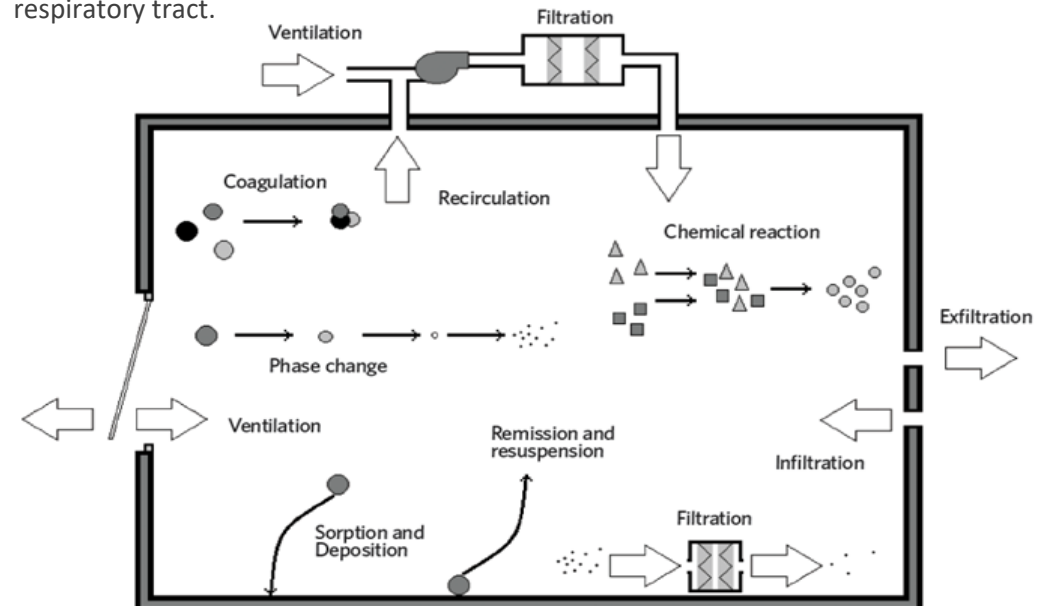 respiratory tract.
Filtration
Ventilation
Coagulation
Recirculation
Chemical reaction
Exfiltration
Phase change
Ventilation
Remission and
resuspension
Infiltration
Filtration
Sorption and
Deposition